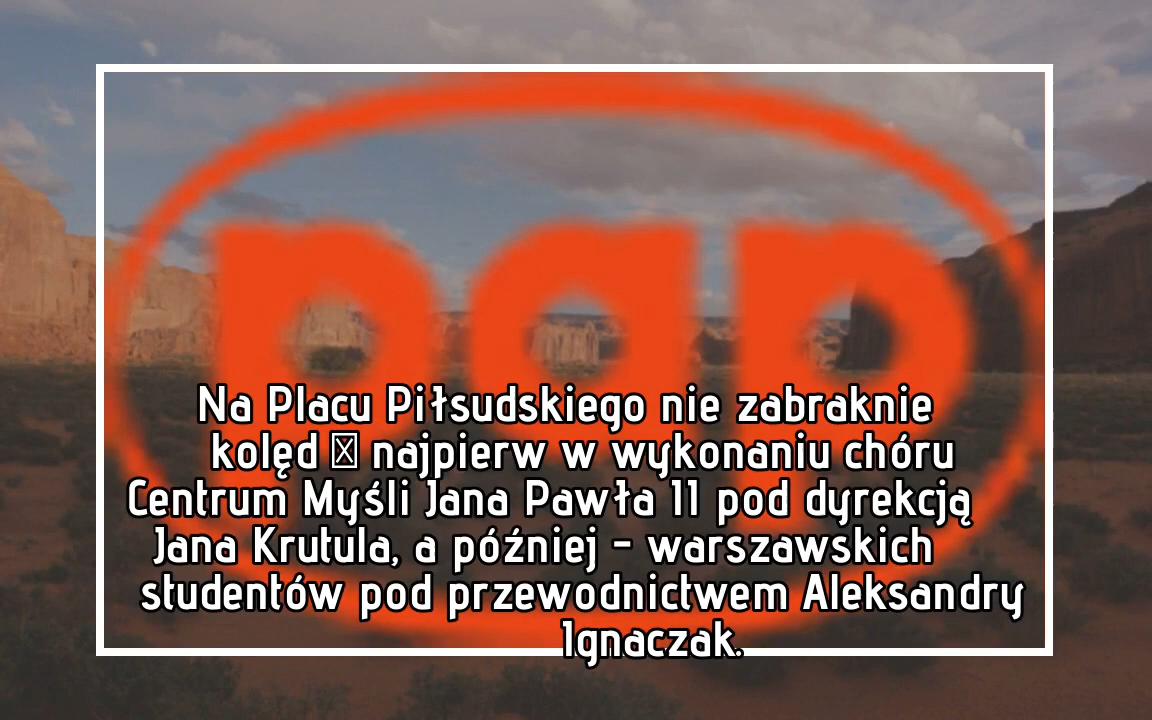 pap
Na Placu Piłsudskiego nie zabraknie
kolęd najpierw w wykonaniu chóru
Centrum Myśli Jana Pawła II pod dyrekcją
Jana Krutula, a później - warszawskich
studentów pod przewodnictwem Aleksandry
Ignaczak.